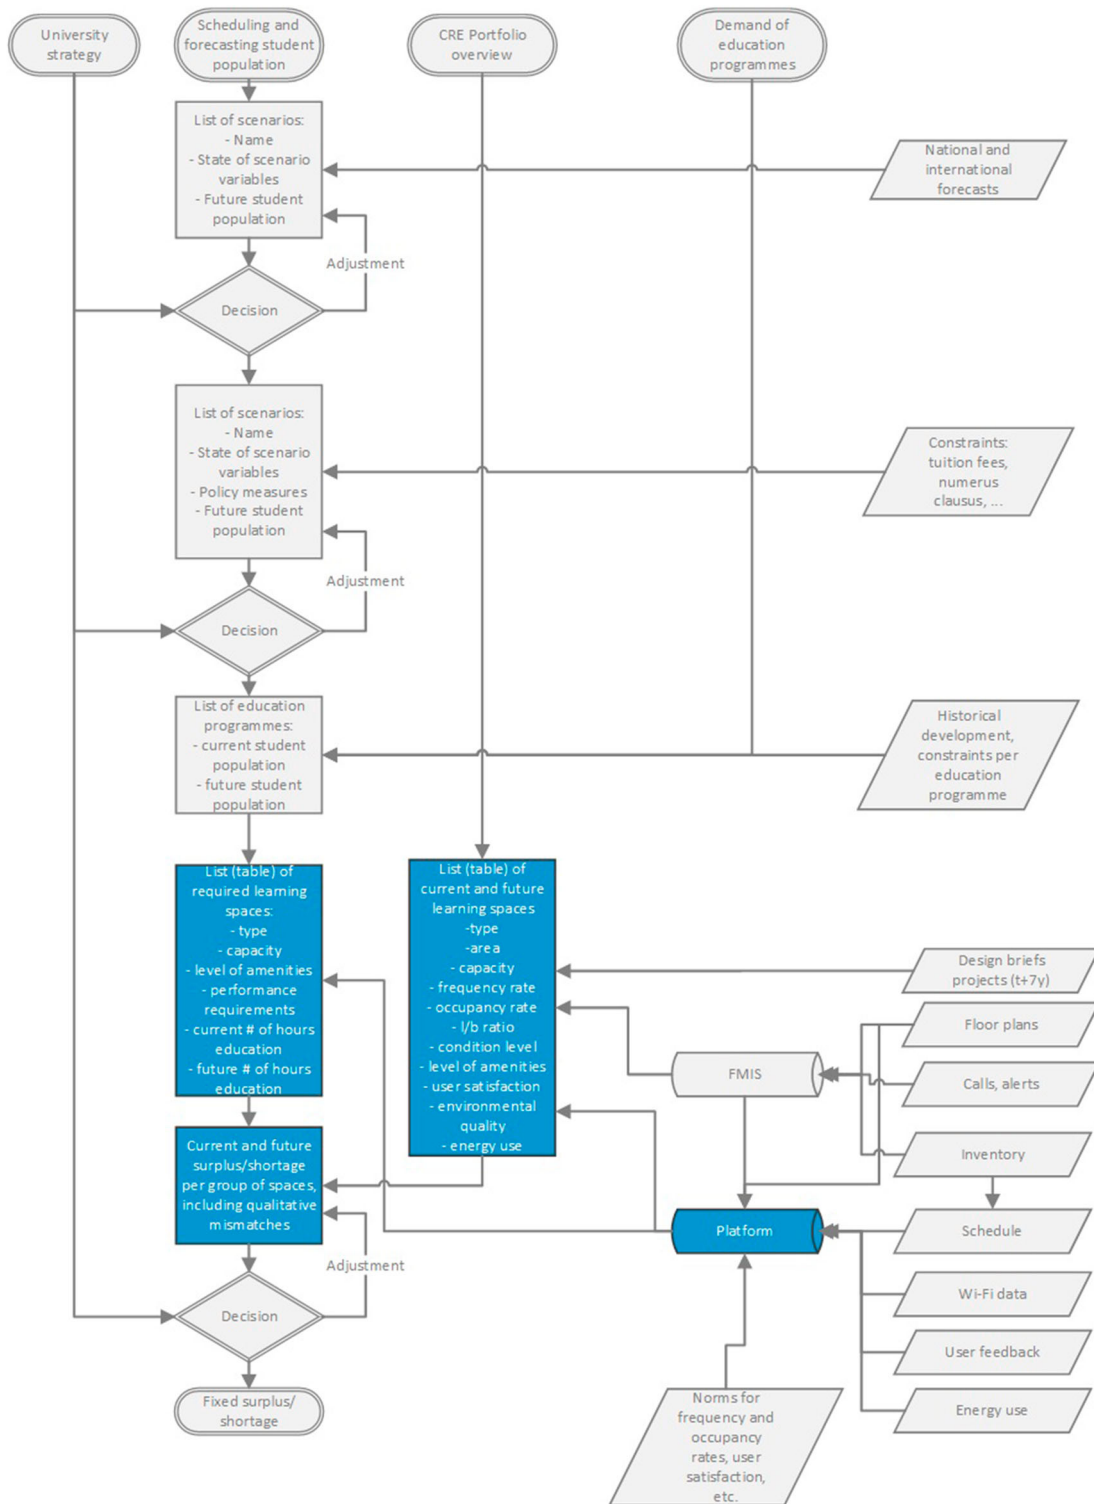 University
strategy
Scheduling and
forecasting student
population
CRE Portfolio
overview
Demand of
education
programmes
List of scenarios:
- Name
- State of scenario
variables
- Future student
population
National and
international
forecasts
Adjustment
Decision
List of scenarios:
- Name
- State of scenario
variables
- Policy measures
- Future student
population
Constraints:
tuition fees,
numerus
clausus, ...
Adjustment
Decision
List of education
programmes:
- current student
population
- future student
population
Historical
development,
constraints per
education
programme
List (table) of
required learning
spaces:
- type
- capacity
- level of amenities
- performance
requirements
- current # of hours
education
- future # of hours
education
List (table) of
current and future
learning spaces
-type
-area
- capacity
- frequency rate
- occupancy rate
- l/b ratio
- condition level
- level of amenities
- user satisfaction
- environmental
quality
- energy use
Design briefs
projects (t+7y)
Floor plans
FMIS
Calls, alerts
Inventory
Current and future
surplus/shortage
per group of spaces,
including qualitative
mismatches
Platform
Schedule
Adjustment
Wi-Fi data
Decision
User feedback
Energy use
Fixed surplus/
shortage
Norms for
frequency and
occupancy
rates, user
satisfaction,
etc.